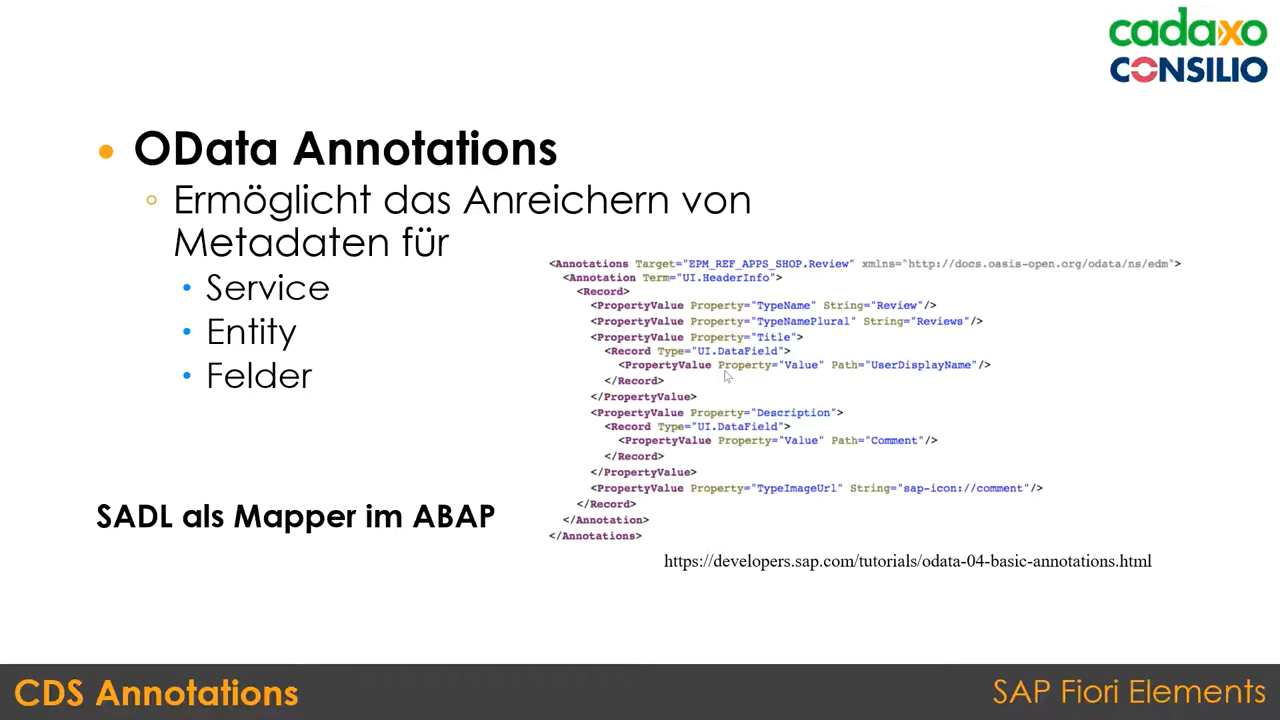 cadaxo
CONSILIO
OData Annotations
Ermöglicht das Anreichern von
Metadaten für
Service
Entity
Felder
SADL als Mapper im ABAP
<Annotations Target="EPM_REF_APPS_SHOP.Review" xmlns="http://docs.oasis-open.org/odata/ns/edm">
<Annotation Term="UI.HeaderInfo">
<Record>
<PropertyValue Property="TypeName" String="Review"/>
<PropertyValue Property="TypeNamePlural" String="Reviews"/>
<PropertyValue Property="Title">
<Record Type="UI.DataField">
<PropertyValue Property="Value" Path="UserDisplayName"/>
</Record>
</PropertyValue>
<PropertyValue Property="Description">
<Record Type="UI.DataField">
<PropertyValue Property="Value" Path="Comment"/>
</Record>
</PropertyValue>
<PropertyValue Property="TypeImageUrl" String="sap-icon://comment"/>
</Record>
</Annotation>
</Annotations>
https://developers.sap.com/tutorials/odata-04-basic-annotations.html
CDS Annotations
SAP Fiori Elements